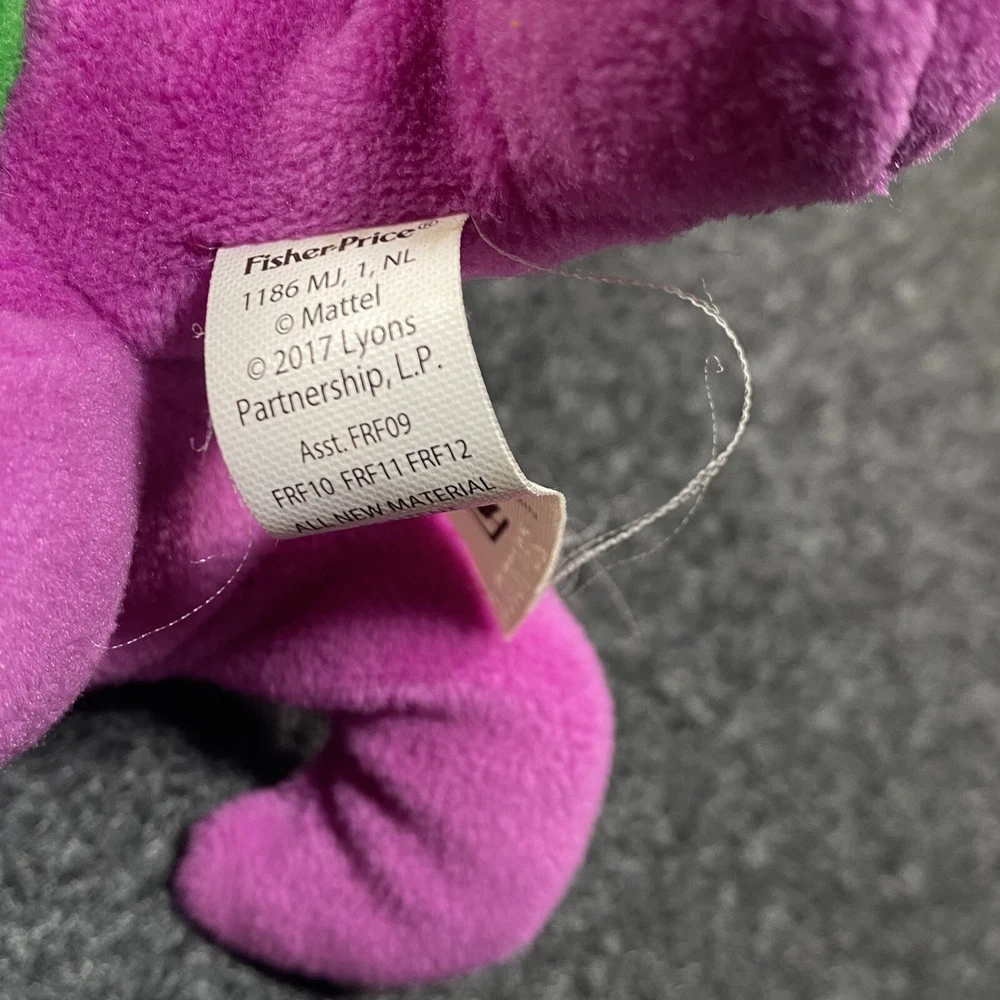 Fisher-Price®
1186 MJ, 1, NL
© Mattel
© 2017 Lyons
Partnership, L.P.
Asst. FRF09
FRF10 FRF11 FRF12
ALL NEW MATERIAL